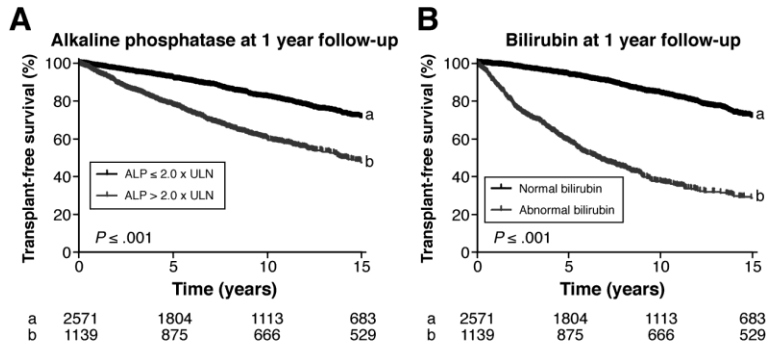 A
Alkaline phosphatase at 1 year follow-up
Transplant-free survival (%)
100
80
60
40
20
0
a
b
ALP ≤ 2.0 x ULN
ALP > 2.0 x ULN
P ≤ .001
0 5 10 15
Time (years)
a 2571 1804 1113 683
b 1139 875 666 529
B
Bilirubin at 1 year follow-up
Transplant-free survival (%)
100
80
60
40
20
0
a
b
Normal bilirubin
Abnormal bilirubin
P ≤ .001
0 5 10 15
Time (years)
a 2571 1804 1113 683
b 1139 875 666 529